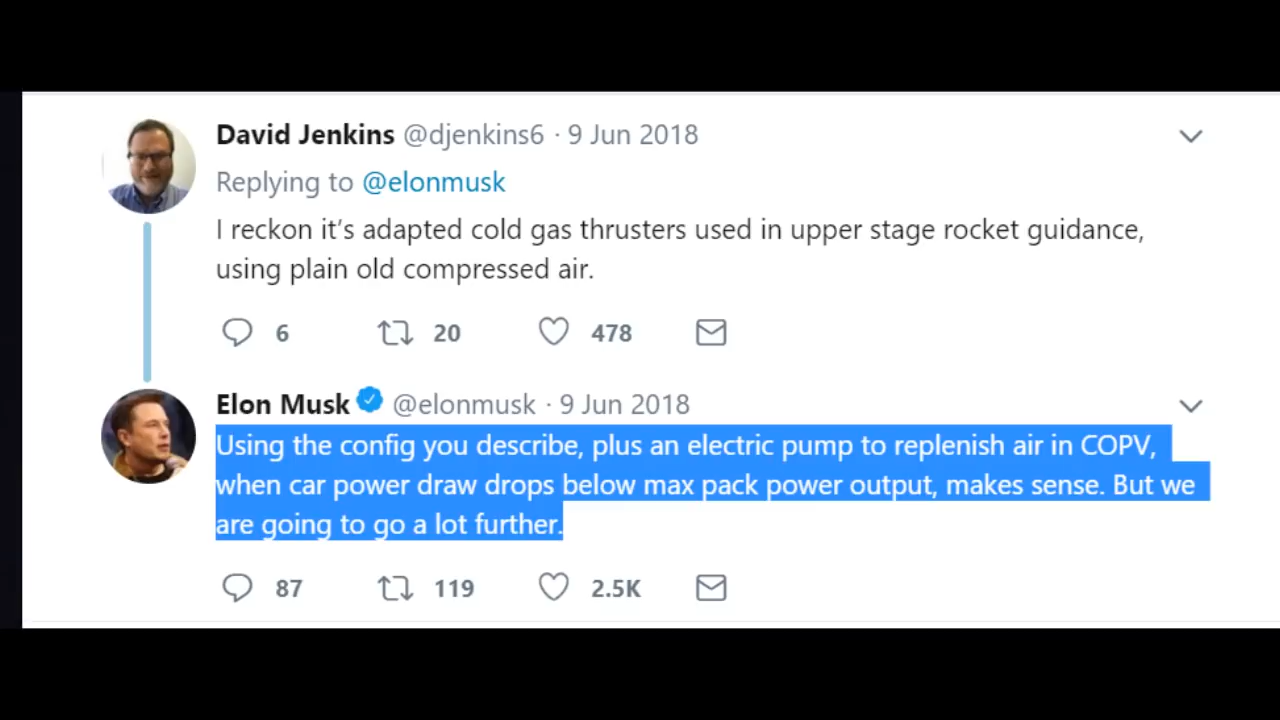 David Jenkins @djenkins6 · 9 Jun 2018
Replying to @elonmusk
I reckon it’s adapted cold gas thrusters used in upper stage rocket guidance,
using plain old compressed air.
6 20 478
Elon Musk @elonmusk · 9 Jun 2018
Using the config you describe, plus an electric pump to replenish air in COPV,
when car power draw drops below max pack power output, makes sense. But we
are going to go a lot further.
87 119 2.5K